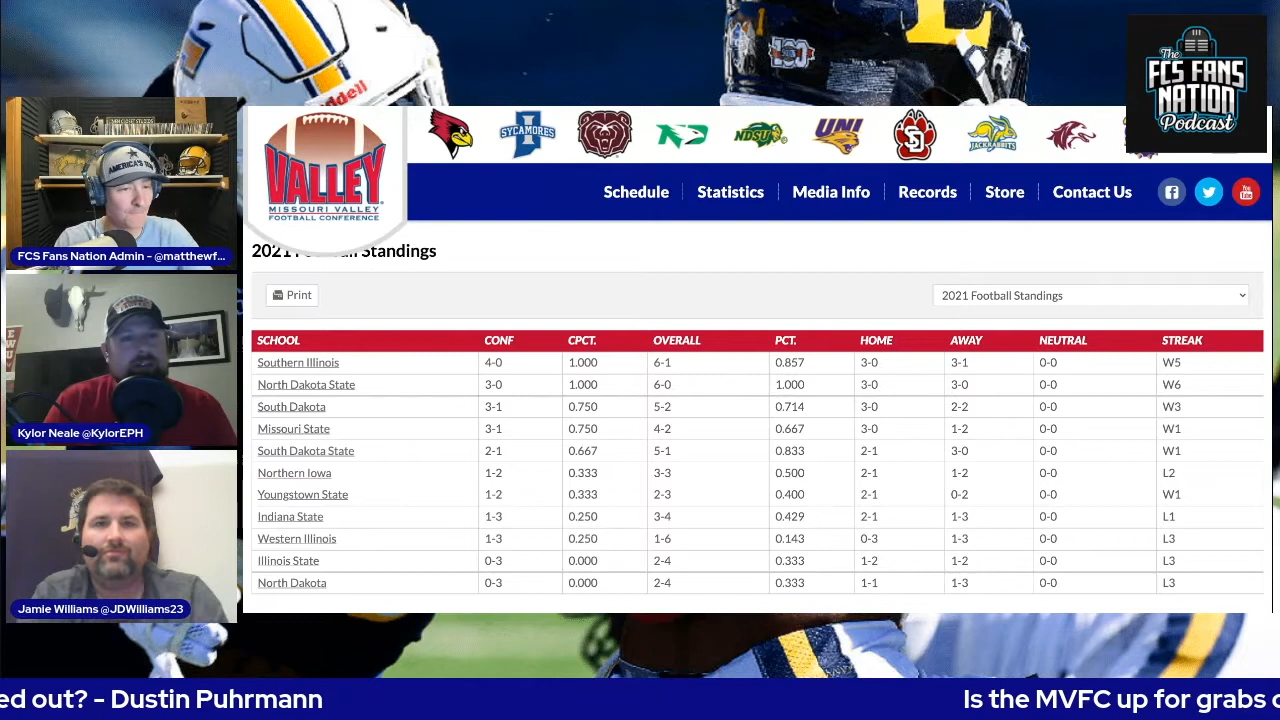 The
FCS FANS
NATION
Podcast
VALLEY
MISSOURI VALLEY
FOOTBALL CONFERENCE
SYCAMORES
NDSU
UNI
SD
JACKRABBITS
Schedule Statistics Media Info Records Store Contact Us
2021 Football Standings
Print
2021 Football Standings
SCHOOL CONF CPCT. OVERALL PCT. HOME AWAY NEUTRAL STREAK
Southern Illinois 4-0 1.000 6-1 0.857 3-0 3-1 0-0 W5
North Dakota State 3-0 1.000 6-0 1.000 3-0 3-0 0-0 W6
South Dakota 3-1 0.750 5-2 0.714 3-0 2-2 0-0 W3
Missouri State 3-1 0.750 4-2 0.667 3-0 1-2 0-0 W1
South Dakota State 2-1 0.667 5-1 0.833 2-1 3-0 0-0 W1
Northern Iowa 1-2 0.333 3-3 0.500 2-1 1-2 0-0 L2
Youngstown State 1-2 0.333 2-3 0.400 2-1 0-2 0-0 W1
Indiana State 1-3 0.250 3-4 0.429 2-1 1-3 0-0 L1
Western Illinois 1-3 0.250 1-6 0.143 0-3 1-3 0-0 L3
Illinois State 0-3 0.000 2-4 0.333 1-2 1-2 0-0 L3
North Dakota 0-3 0.000 2-4 0.333 1-1 1-3 0-0 L3
AMERICA'S TEAM
FCS Fans Nation Admin - @matthewf...
Kylor Neale @KylorEPH
Jamie Williams @JDWilliams23
ed out? - Dustin Puhrmann
Is the MVFC up for grabs